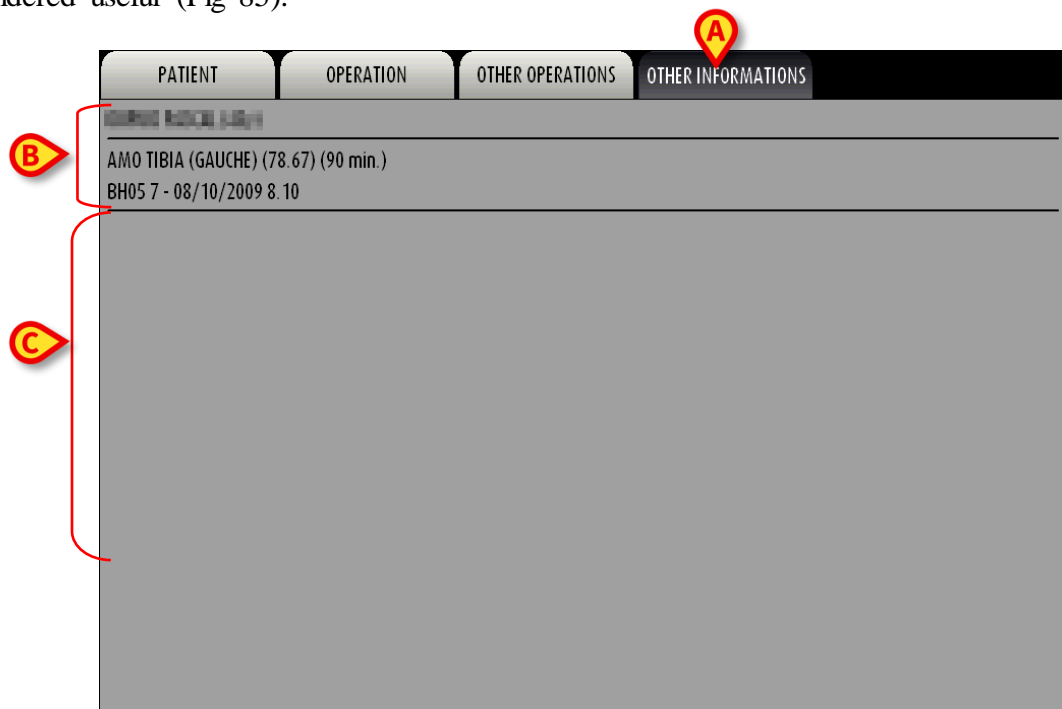 useful (Fig 85).
A
PATIENT OPERATION OTHER OPERATIONS OTHER INFORMATIONS
B
AMO TIBIA (GAUCHE) (78.67) (90 min.)
BH05 7 - 08/10/2009 8.10
C